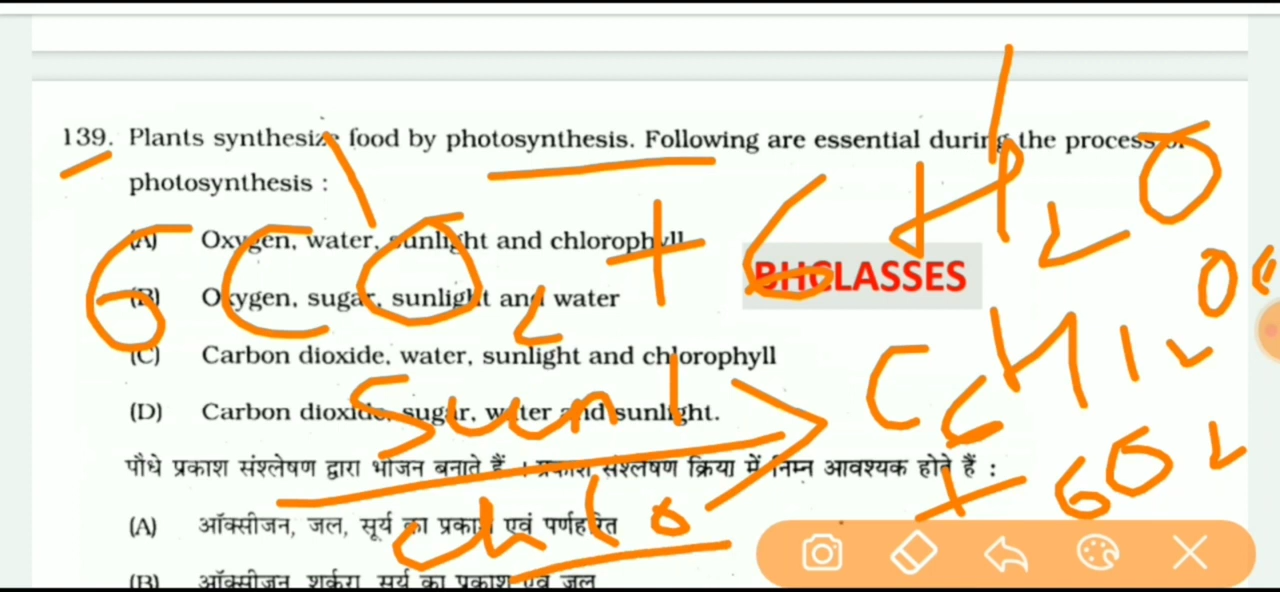 139. Plants synthesize food by photosynthesis. Following are essential during the process of
photosynthesis :
(A) Oxygen, water, sunlight and chlorophyll
(B) Oxygen, sugar, sunlight and water
BHCLASSES
(C) Carbon dioxide, water, sunlight and chlorophyll
(D) Carbon dioxide, sugar, water and sunlight.
6CO2 + 6H2O
Sunl
chlo
C6H12O6
+ 6O2
पौधे प्रकाश संश्लेषण द्वारा भोजन बनाते हैं । प्रकाश संश्लेषण क्रिया में निम्न आवश्यक होते हैं :
(A) ऑक्सीजन, जल, सूर्य का प्रकाश एवं पर्णहरित
(B) ऑक्सीजन शर्करा सूर्य का प्रकाश एवं जल